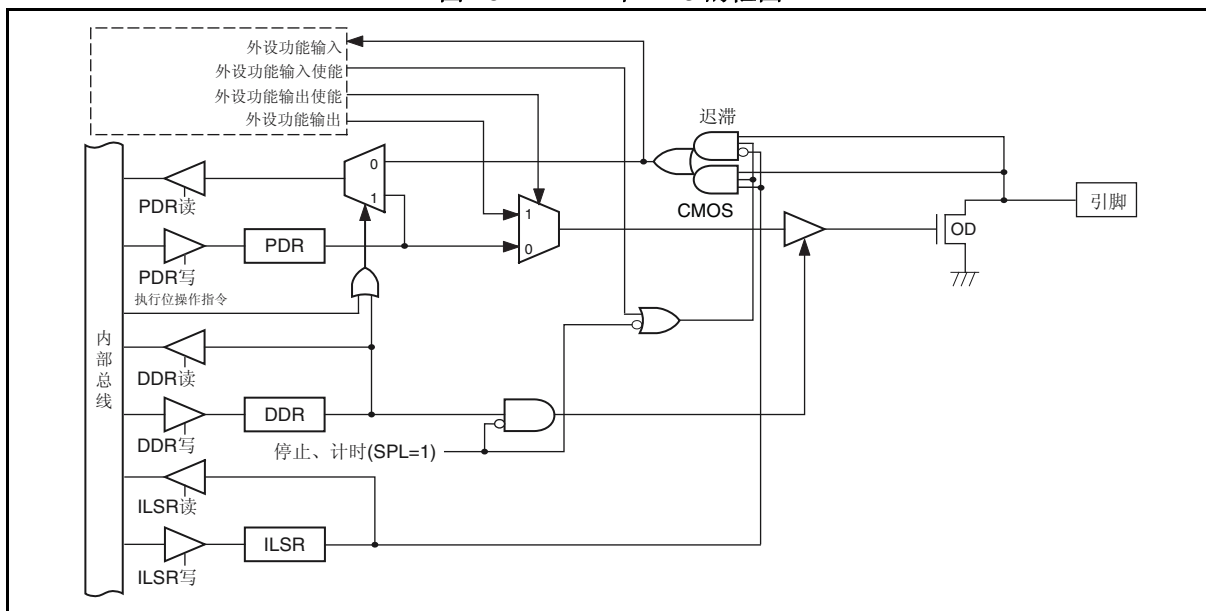 外设功能输入
外设功能输入使能
外设功能输出使能
外设功能输出
迟滞
0
1
PDR读
CMOS
引脚
1
0
OD
PDR
PDR写
执行位操作指令
内部总线
DDR读
DDR
DDR写
停止、计时(SPL=1)
ILSR读
ILSR
ILSR写